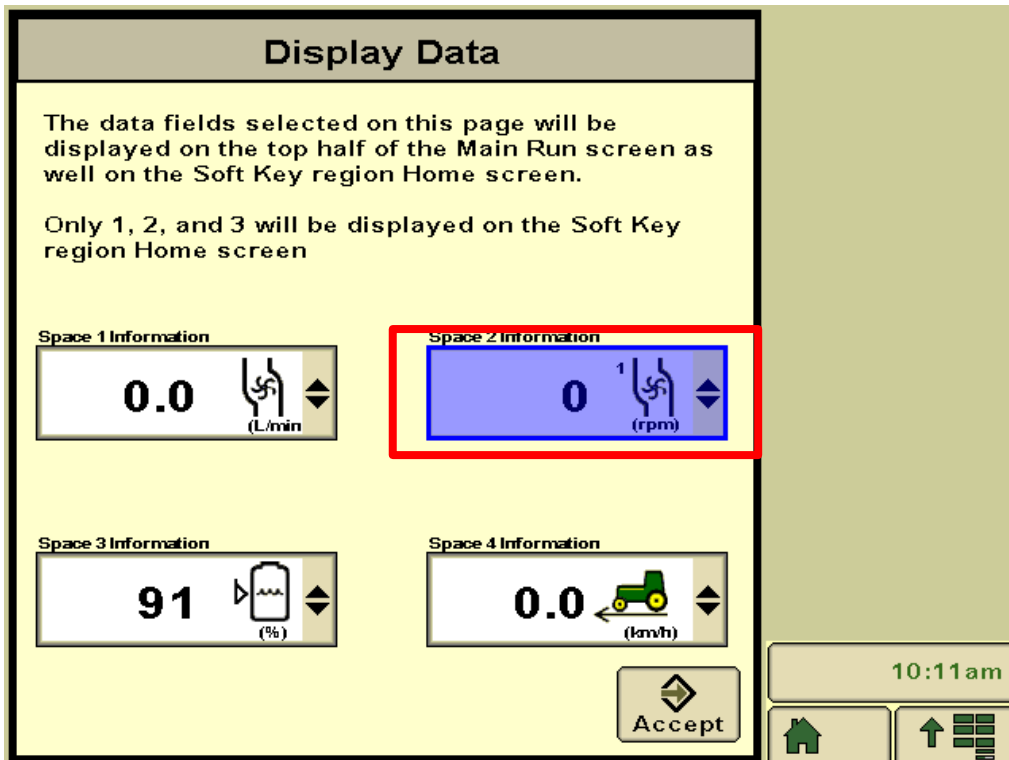 Display Data
The data fields selected on this page will be
displayed on the top half of the Main Run screen as
well on the Soft Key region Home screen.
Only 1, 2, and 3 will be displayed on the Soft Key
region Home screen
Space 1 Information
0.0
(L/min
Space 2 Information
0
1
(rpm)
Space 3 Information
91
(%)
Space 4 Information
0.0
(km/h)
Accept
10:11am